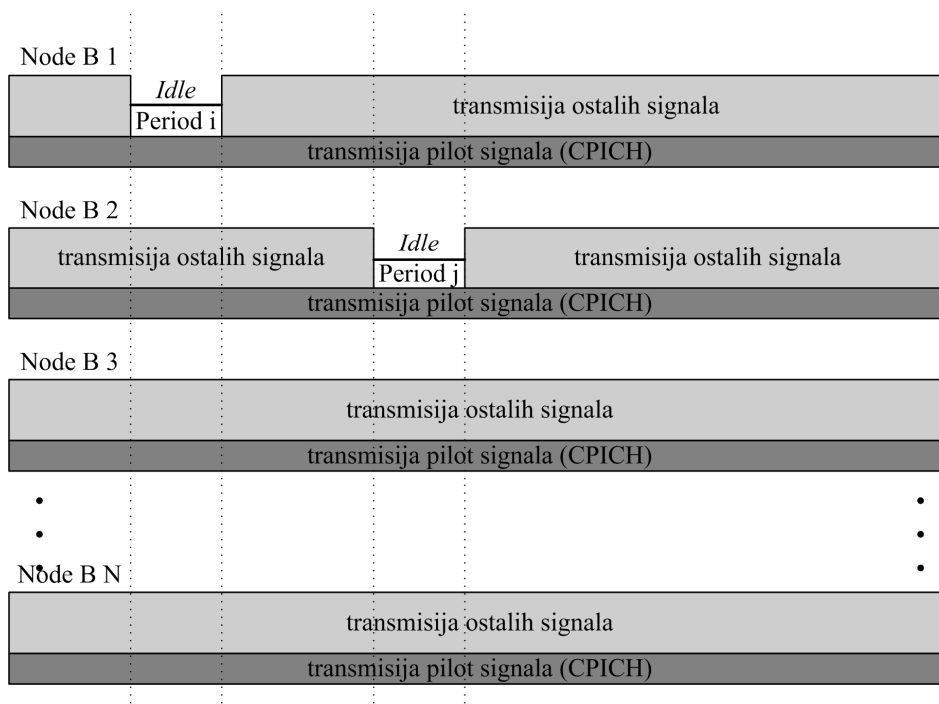 Node B 1
Idle
Period i
transmisija ostalih signala
transmisija pilot signala (CPICH)
Node B 2
transmisija ostalih signala
Idle
Period j
transmisija ostalih signala
transmisija pilot signala (CPICH)
Node B 3
transmisija ostalih signala
transmisija pilot signala (CPICH)
Node B N
transmisija ostalih signala
transmisija pilot signala (CPICH)